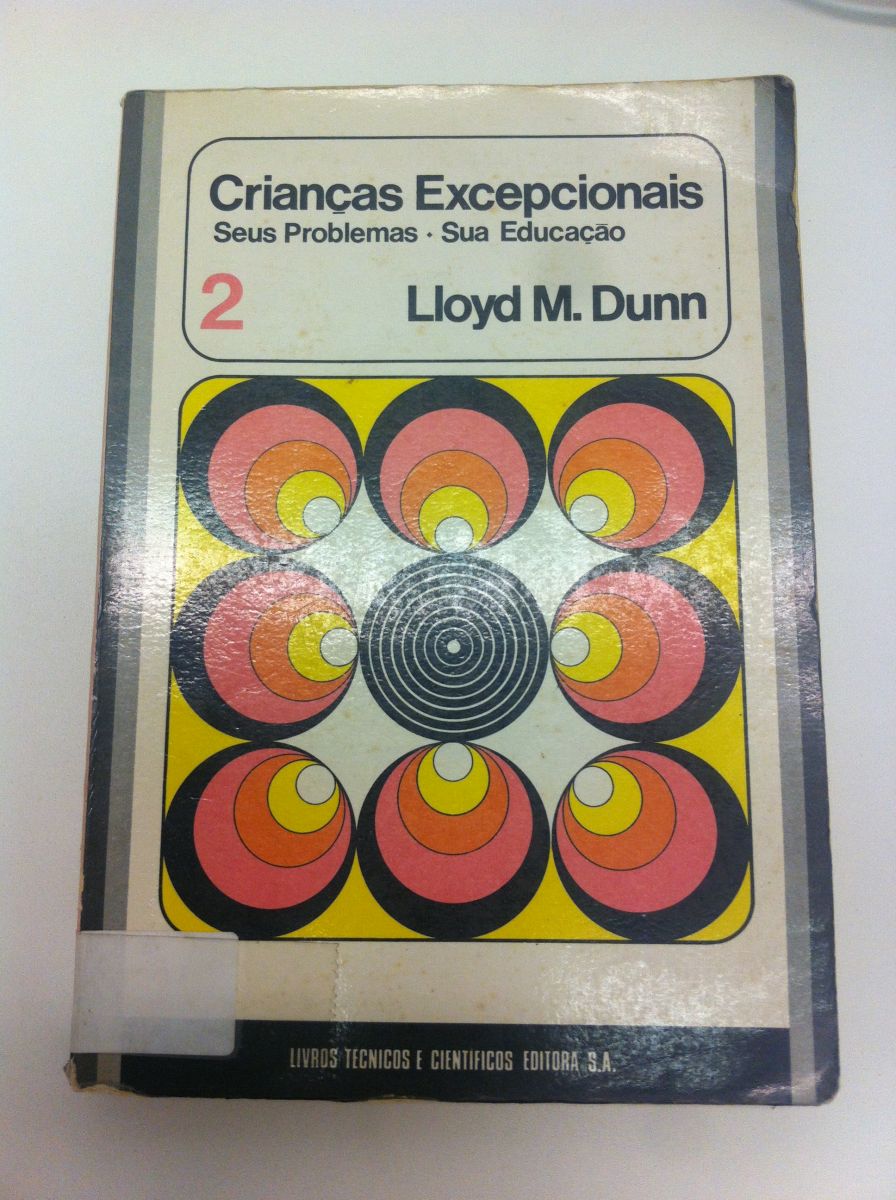 Crianças Excepcionais
Seus Problemas · Sua Educação
2 Lloyd M. Dunn
LIVROS TECNICOS E CIENTIFICOS EDITORA S.A.